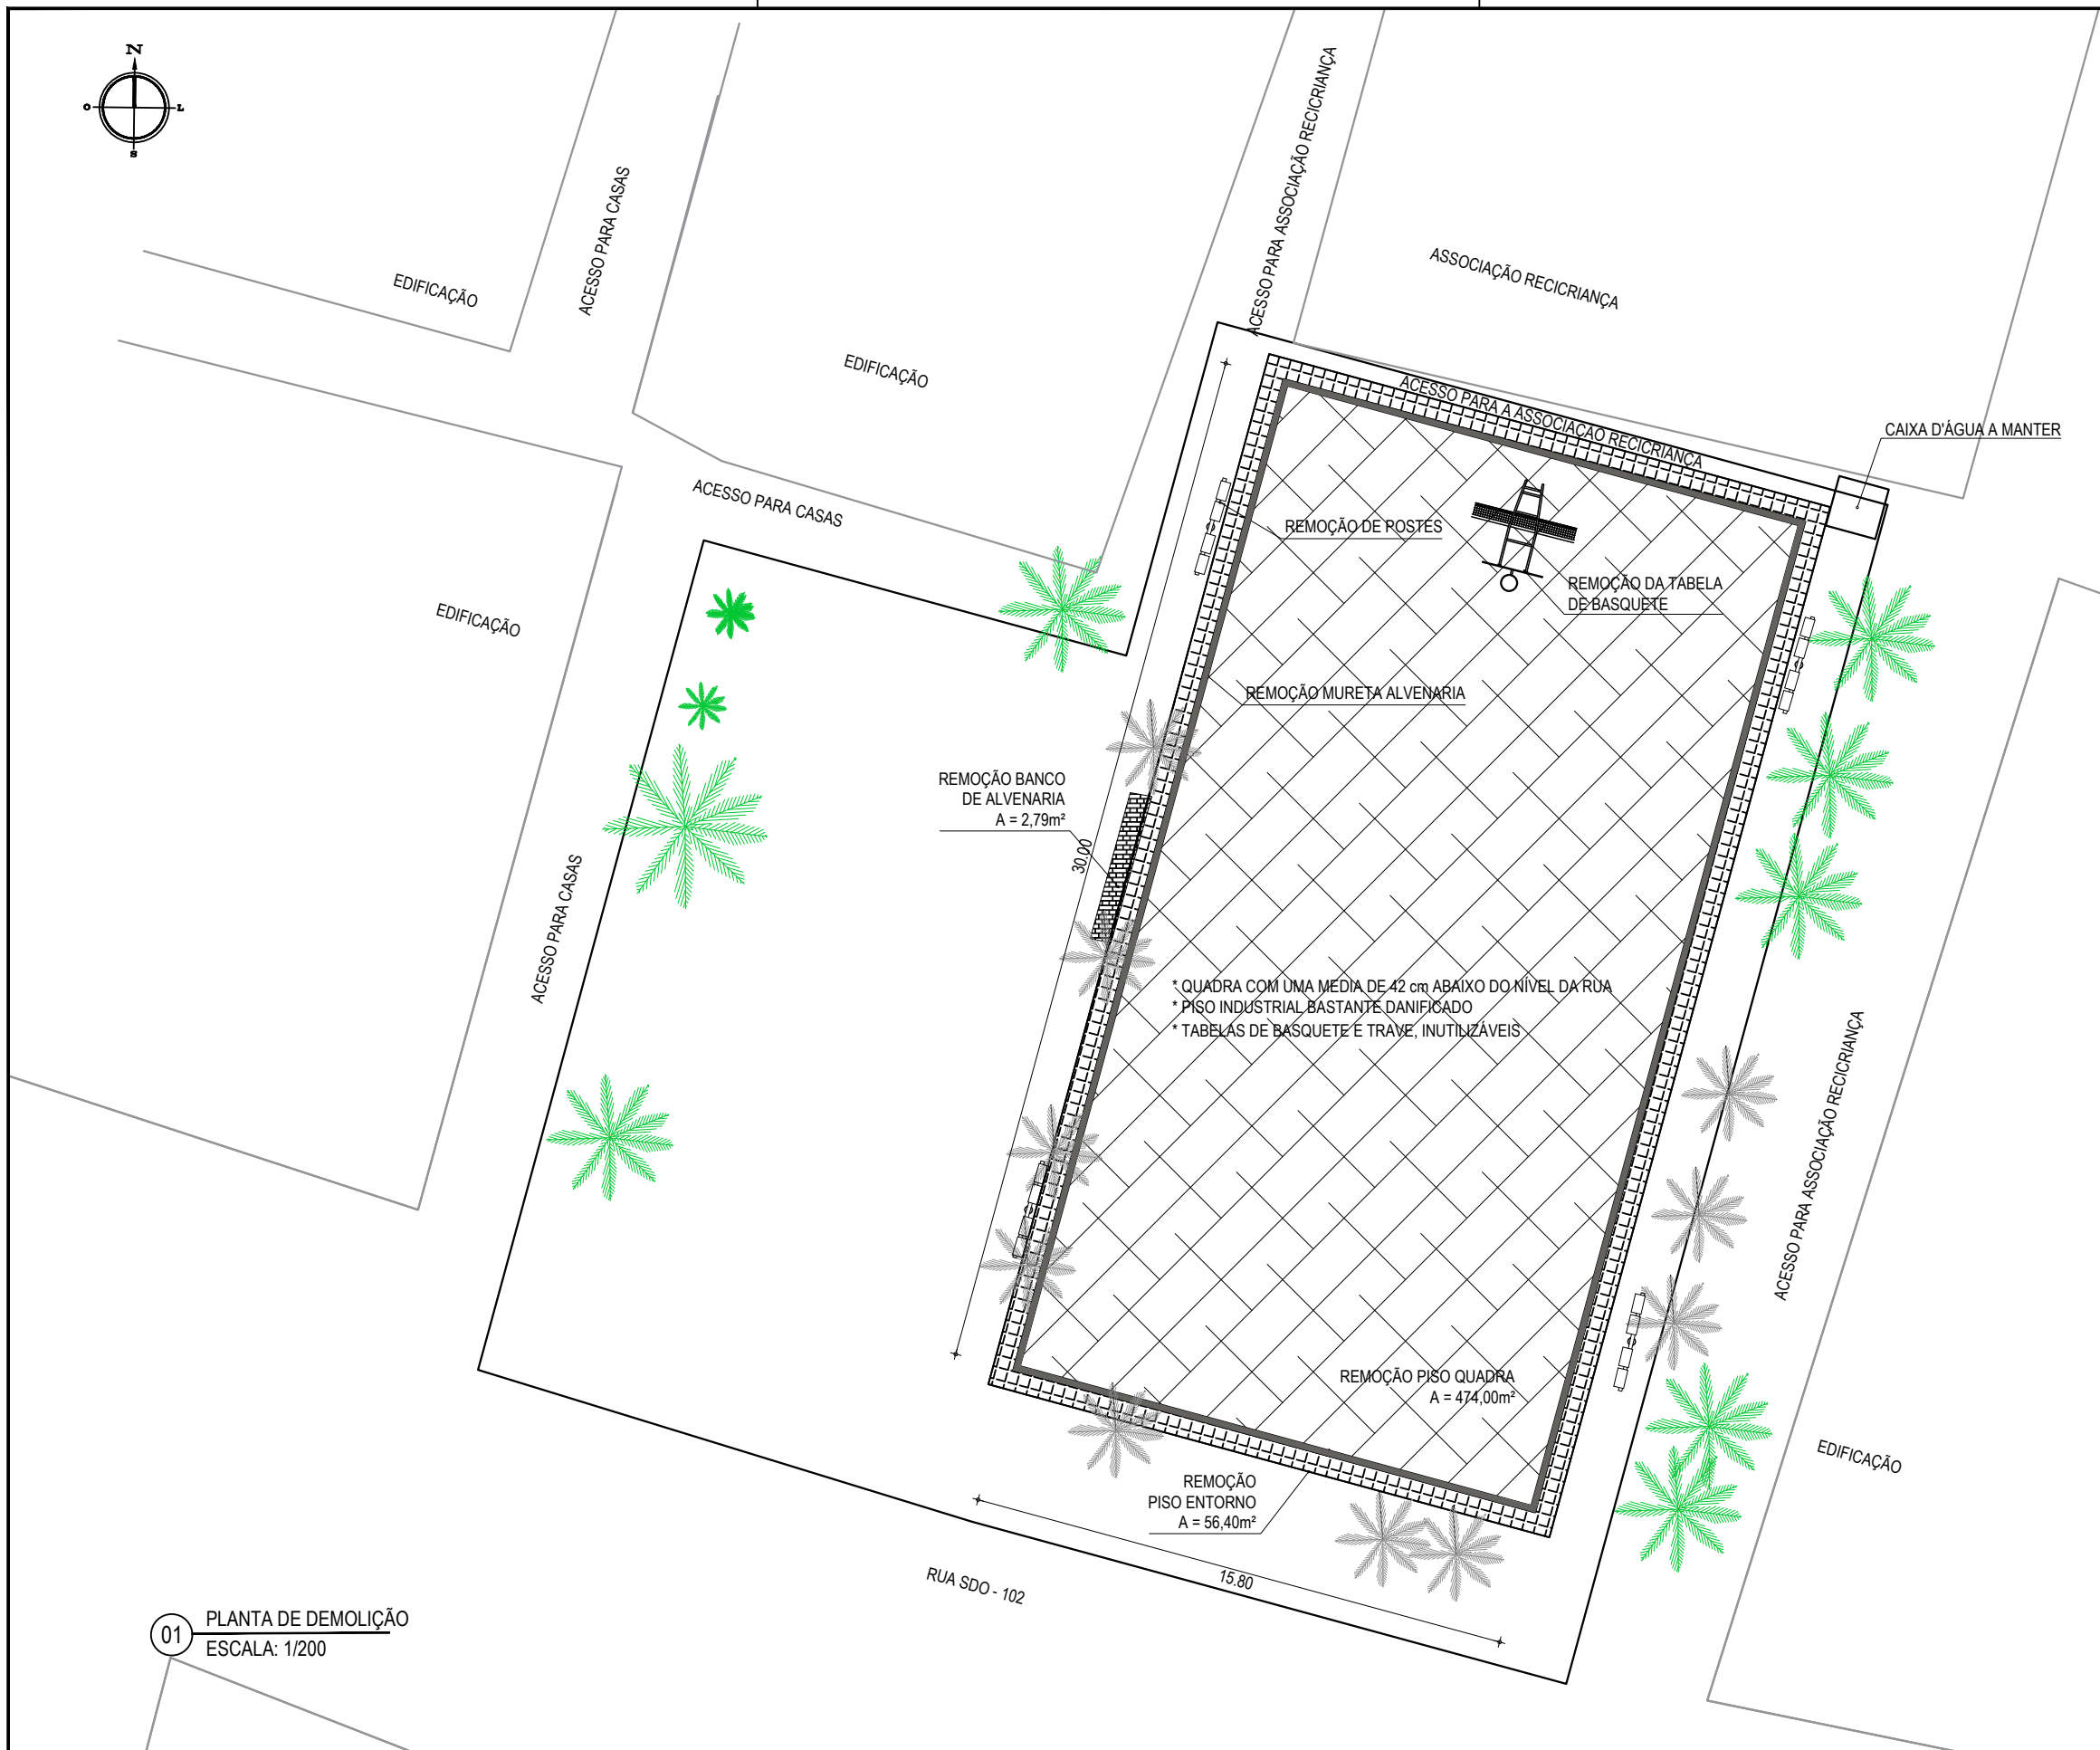 N
O
L
S
ACESSO PARA CASAS
EDIFICAÇÃO
EDIFICAÇÃO
ACESSO PARA ASSOCIAÇÃO RECICRIANÇA
ASSOCIAÇÃO RECICRIANÇA
ACESSO PARA A ASSOCIAÇAO RECICRIANÇA
CAIXA D'ÁGUA A MANTER
ACESSO PARA CASAS
REMOÇÃO DE POSTES
REMOÇÃO DA TABELA
DE BASQUETE
EDIFICAÇÃO
REMOÇÃO MURETA ALVENARIA
REMOÇÃO BANCO
DE ALVENARIA
A = 2,79m²
30.00
ACESSO PARA CASAS
* QUADRA COM UMA MEDIA DE 42 cm ABAIXO DO NÍVEL DA RUA
* PISO INDUSTRIAL BASTANTE DANIFICADO
* TABELAS DE BASQUETE E TRAVE, INUTILIZÁVEIS
ACESSO PARA ASSOCIAÇÃO RECICRIANÇA
REMOÇÃO PISO QUADRA
A = 474,00m²
EDIFICAÇÃO
REMOÇÃO
PISO ENTORNO
A = 56,40m²
15.80
RUA SDO - 102
01
PLANTA DE DEMOLIÇÃO
ESCALA: 1/200